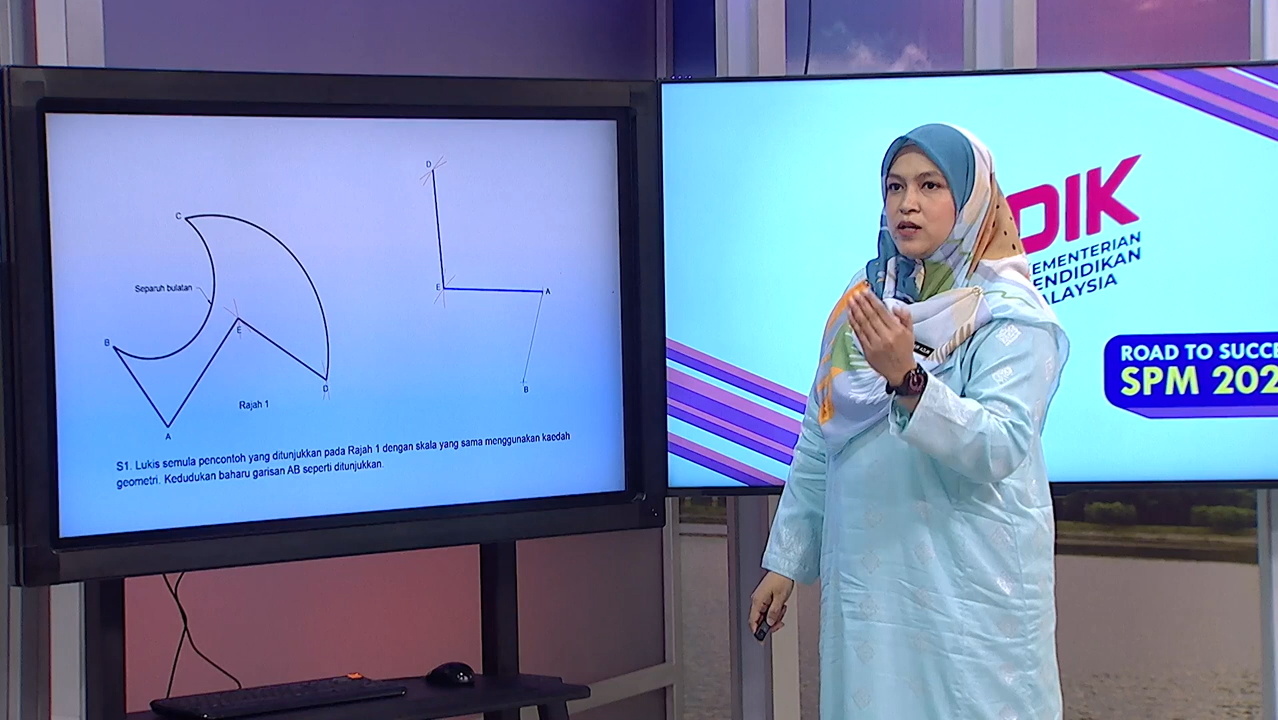 C
Separuh bulatan
B
E
D
A
Rajah 1
D
E
A
B
S1. Lukis semula pencontoh yang ditunjukkan pada Rajah 1 dengan skala yang sama menggunakan kaedah
geometri. Kedudukan baharu garisan AB seperti ditunjukkan.
DIK
KEMENTERIAN
PENDIDIKAN
MALAYSIA
ROAD TO SUCCE
SPM 202